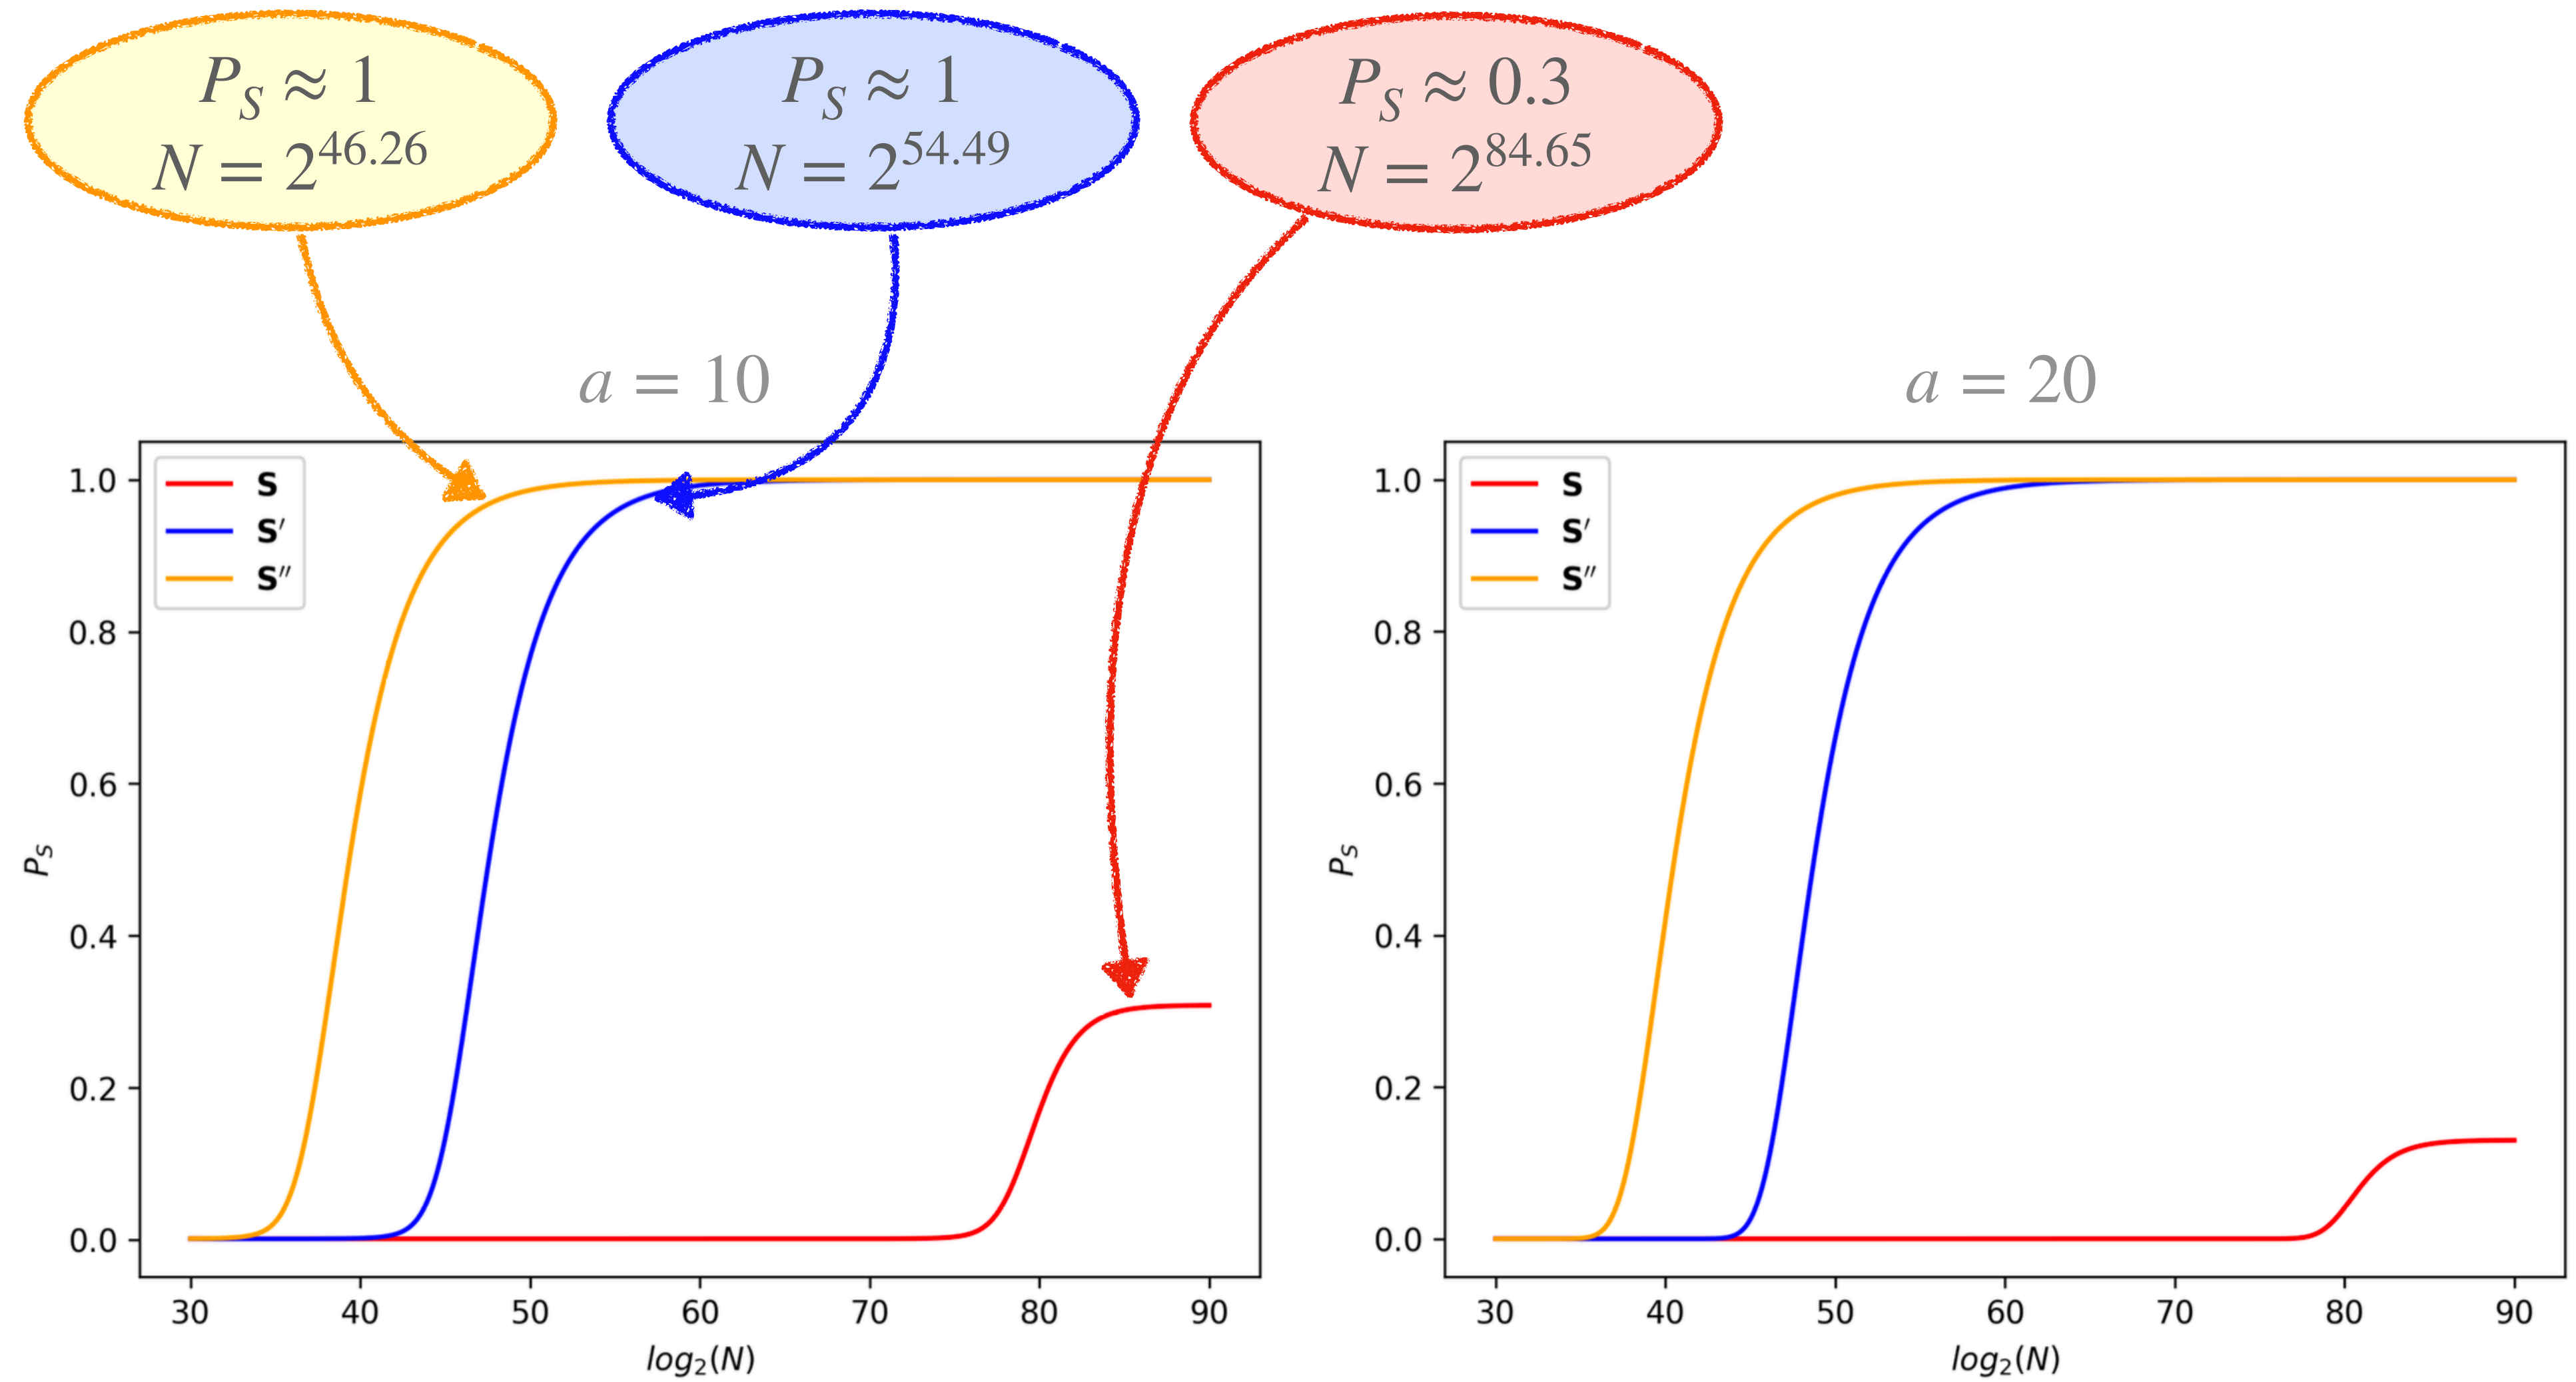 P_S ≈ 1
N = 2^46.26
P_S ≈ 1
N = 2^54.49
P_S ≈ 0.3
N = 2^84.65
a = 10
S
S′
S″
1.0
0.8
0.6
0.4
0.2
0.0
P_S
30 40 50 60 70 80 90
log_2(N)
a = 20
S
S′
S″
1.0
0.8
0.6
0.4
0.2
0.0
P_S
30 40 50 60 70 80 90
log_2(N)